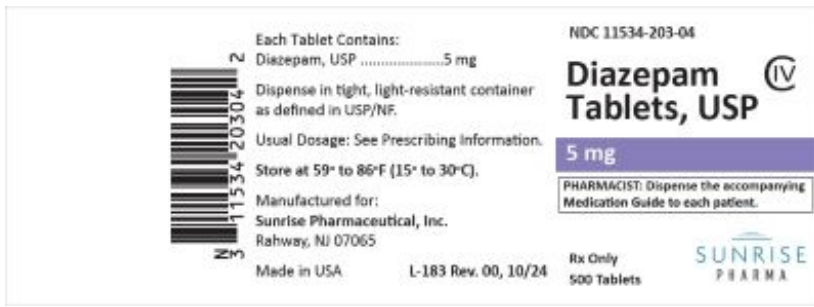 Each Tablet Contains:
Diazepam, USP .....................5 mg
Dispense in tight, light-resistant container
as defined in USP/NF.
Usual Dosage: See Prescribing Information.
Store at 59° to 86°F (15° to 30°C).
Manufactured for:
Sunrise Pharmaceutical, Inc.
Rahway, NJ 07065
Made in USA L-183 Rev. 00, 10/24
N
3 11534 20304 2
NDC 11534-203-04
Diazepam CIV
Tablets, USP
5 mg
PHARMACIST: Dispense the accompanying
Medication Guide to each patient.
Rx Only
500 Tablets
SUNRISE
PHARMA